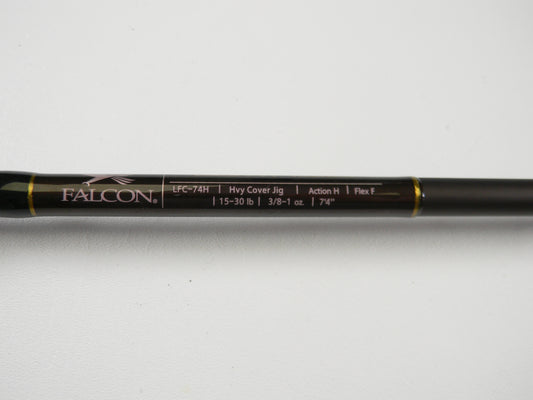 FALCON®
LFC-74H | Hvy Cover Jig | Action H | Flex F
| 15-30 lb | 3/8-1 oz. | 7'4"